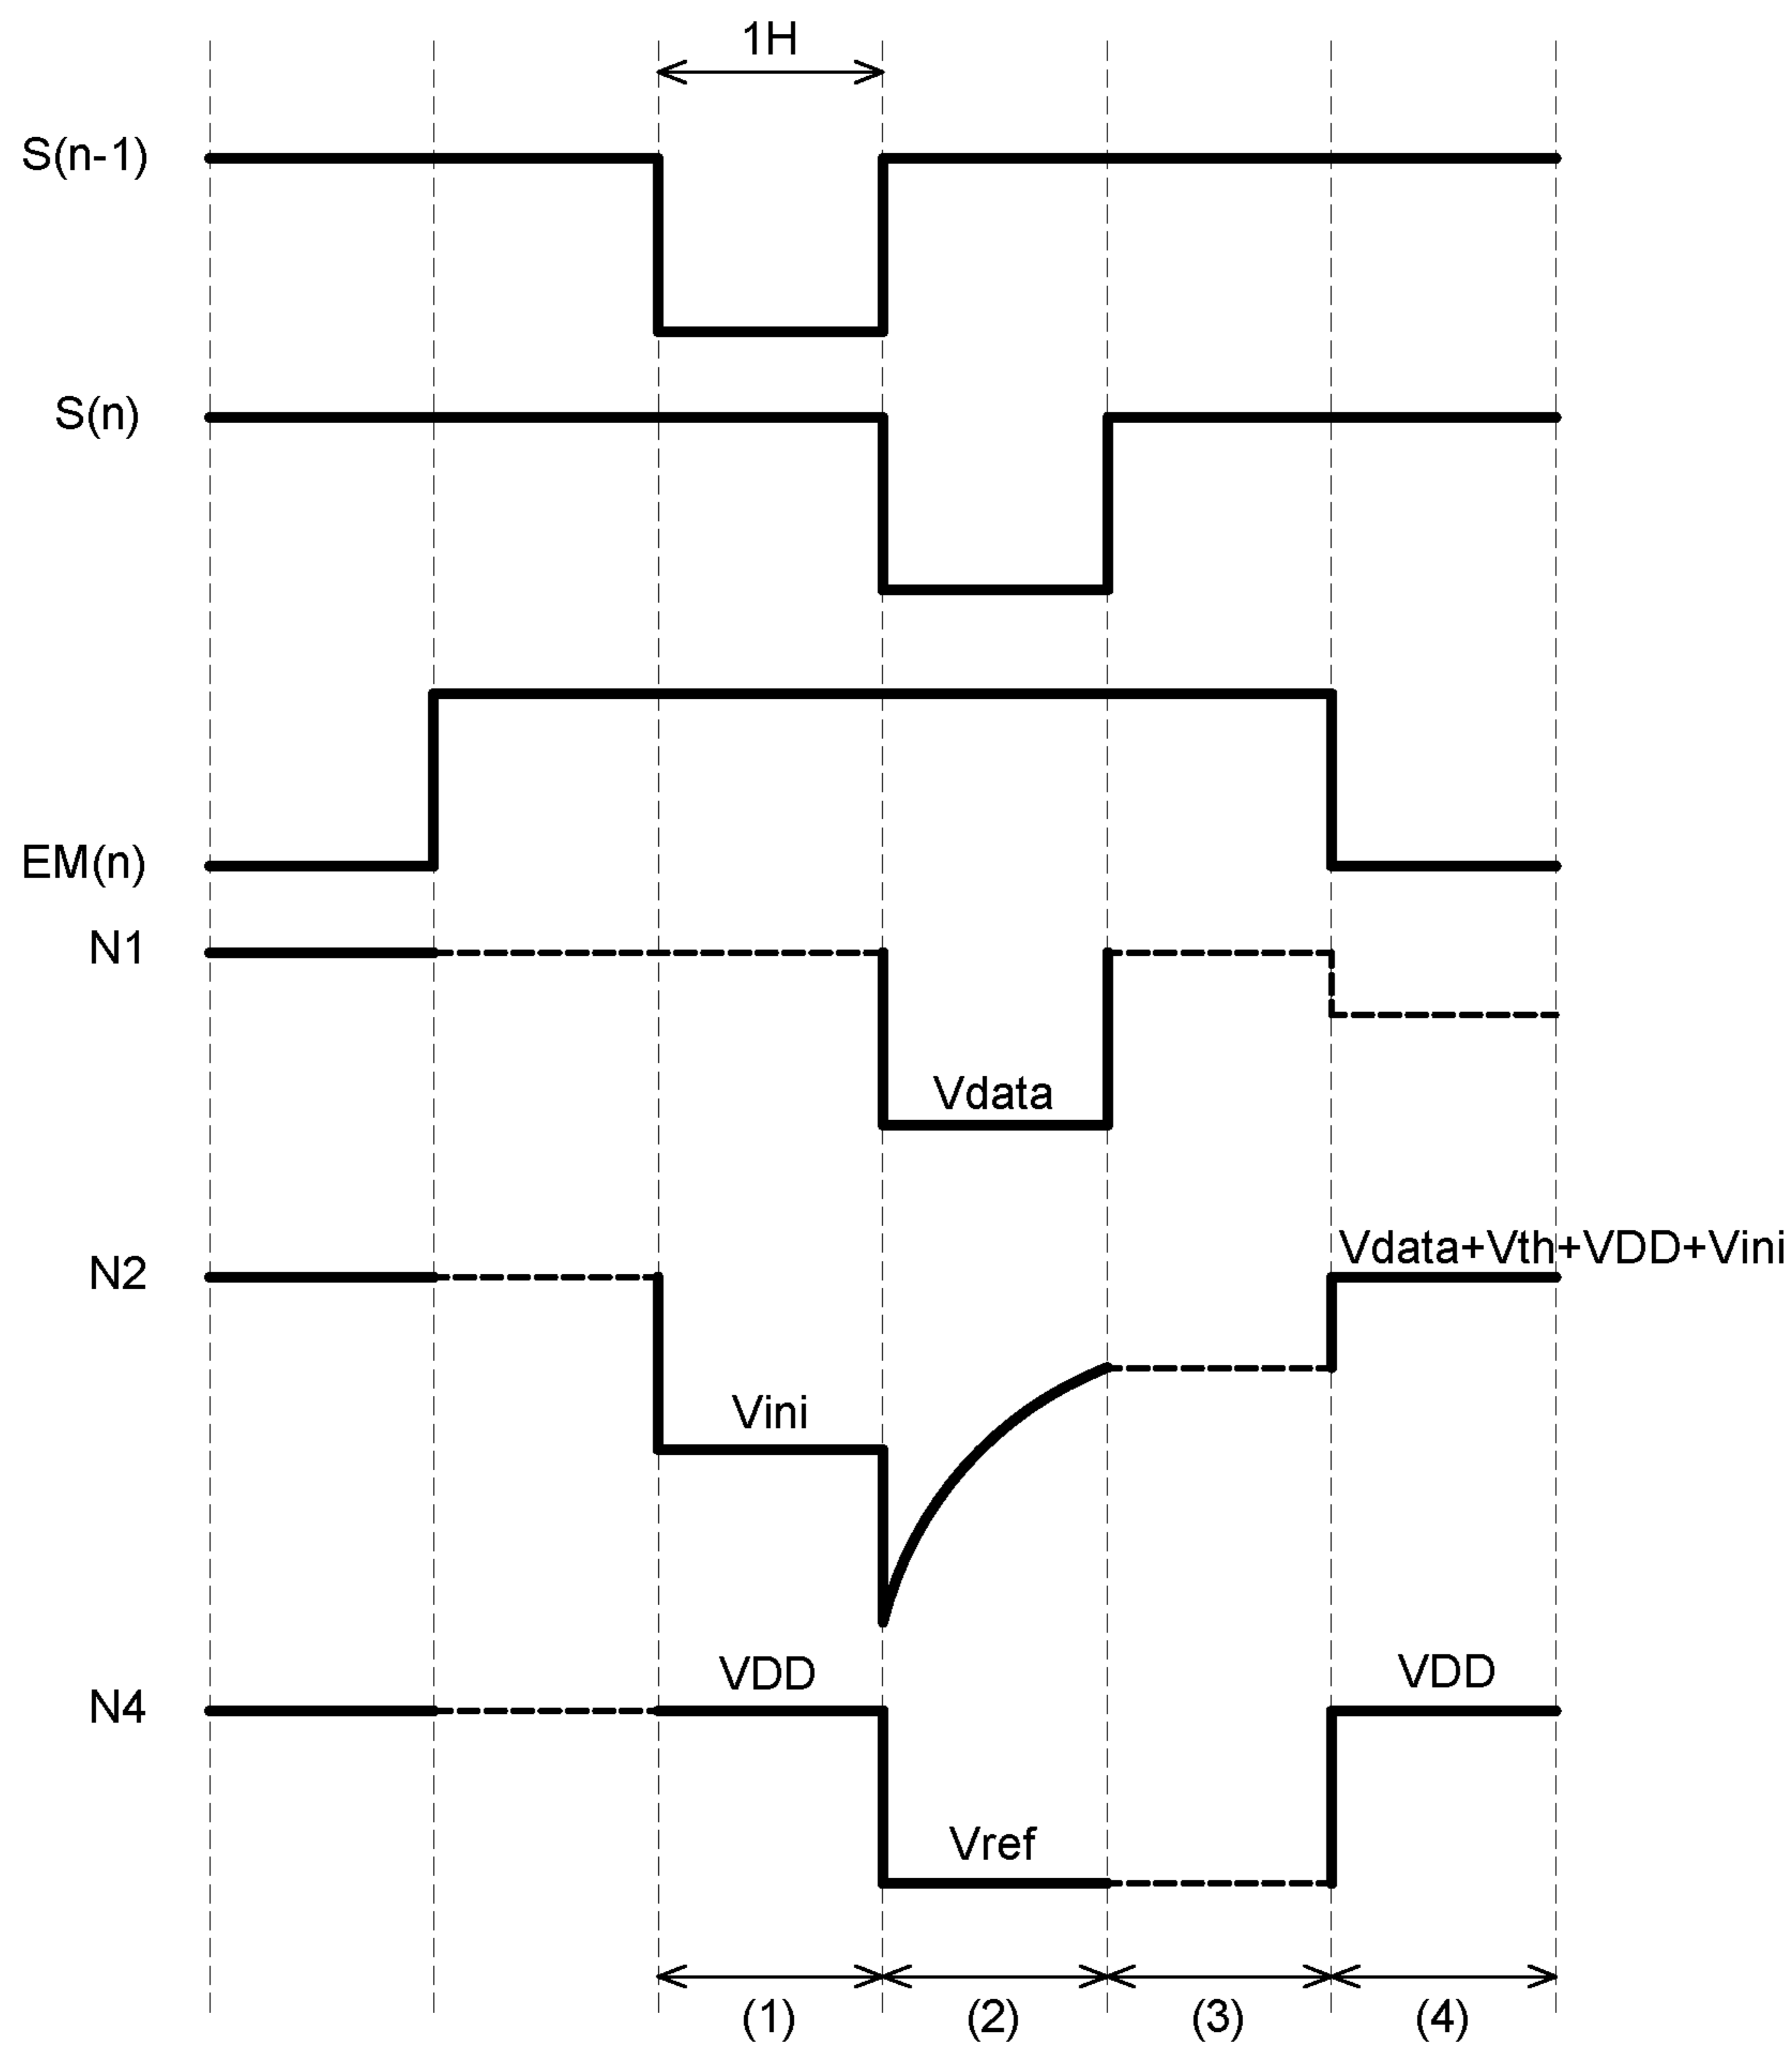 1H
S(n-1)
S(n)
EM(n)
N1
Vdata
N2
Vdata+Vth+VDD+Vini
Vini
N4
VDD
VDD
Vref
(1)
(2)
(3)
(4)